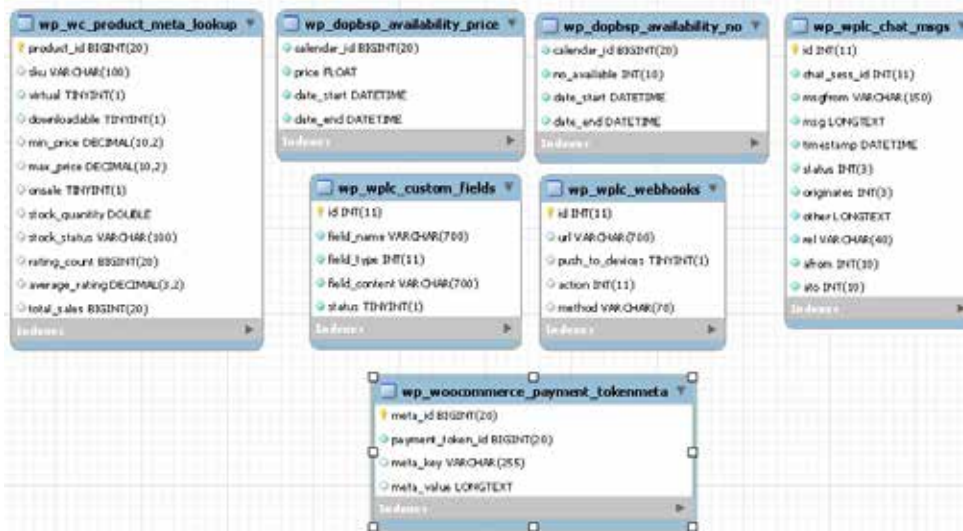 wp_wc_product_meta_lookup
product_id BIGINT(20)
sku VARCHAR(100)
virtual TINYINT(1)
downloadable TINYINT(1)
min_price DECIMAL(10,2)
max_price DECIMAL(10,2)
onsale TINYINT(1)
stock_quantity DOUBLE
stock_status VARCHAR(100)
rating_count BIGINT(20)
average_rating DECIMAL(3,2)
total_sales BIGINT(20)
Indexes
wp_dopbsp_availability_price
calendar_id BIGINT(20)
price FLOAT
date_start DATETIME
date_end DATETIME
Indexes
wp_dopbsp_availability_no
calendar_id BIGINT(20)
no_available INT(10)
date_start DATETIME
date_end DATETIME
Indexes
wp_wplc_chat_msgs
id INT(11)
chat_sess_id INT(11)
msgfrom VARCHAR(150)
msg LONGTEXT
timestamp DATETIME
status INT(3)
originates INT(3)
other LONGTEXT
rel VARCHAR(40)
afrom INT(10)
ato INT(10)
Indexes
wp_wplc_custom_fields
id INT(11)
field_name VARCHAR(700)
field_type INT(11)
field_content VARCHAR(700)
status TINYINT(1)
Indexes
wp_wplc_webhooks
id INT(11)
url VARCHAR(700)
push_to_devices TINYINT(1)
action INT(11)
method VARCHAR(70)
Indexes
wp_woocommerce_payment_tokenmeta
meta_id BIGINT(20)
payment_token_id BIGINT(20)
meta_key VARCHAR(255)
meta_value LONGTEXT
Indexes